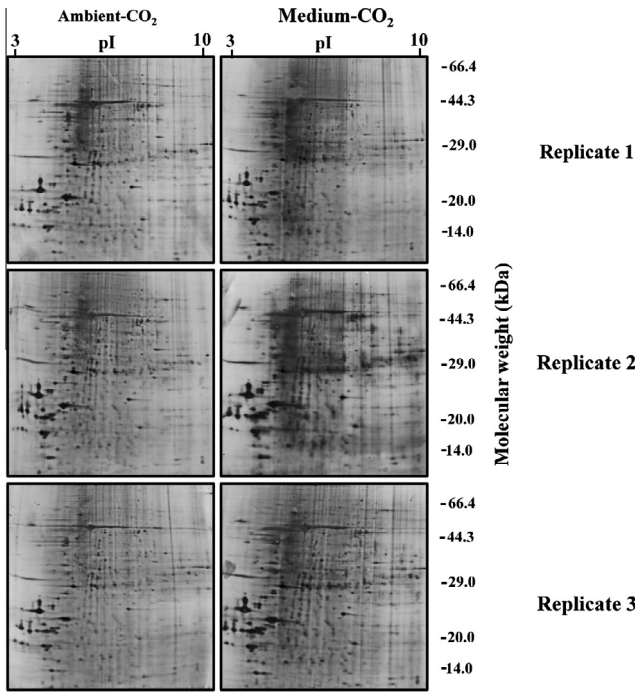 Ambient-CO2 Medium-CO2
3 pI 10 3 pI 10
-66.4
-44.3
-29.0
-20.0
-14.0
Replicate 1
-66.4
-44.3
-29.0
-20.0
-14.0
Replicate 2
Molecular weight (kDa)
-66.4
-44.3
-29.0
-20.0
-14.0
Replicate 3